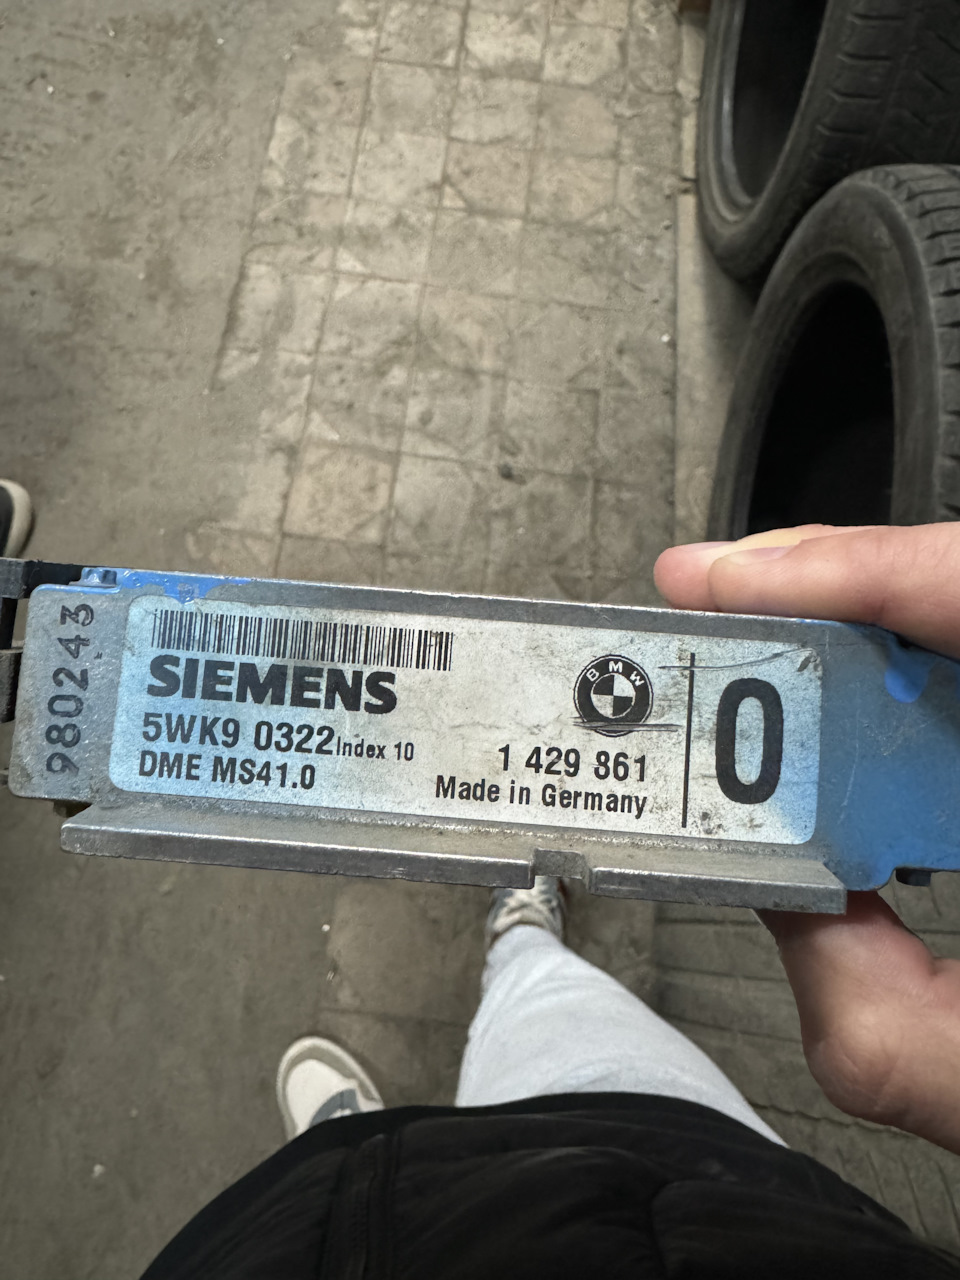 980243
SIEMENS
5WK9 0322 Index 10
DME MS41.0
BMW
1 429 861
Made in Germany
0